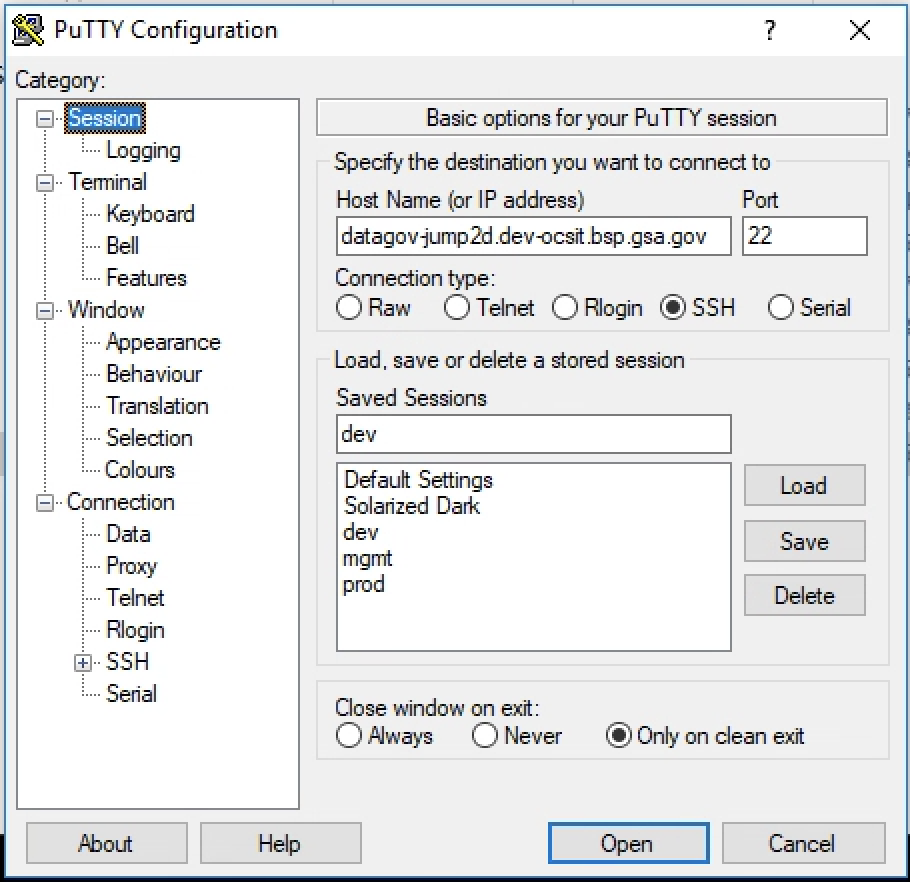 PuTTY Configuration
?
Category:
Session
Logging
Terminal
Keyboard
Bell
Features
Window
Appearance
Behaviour
Translation
Selection
Colours
Connection
Data
Proxy
Telnet
Rlogin
SSH
Serial
Basic options for your PuTTY session
Specify the destination you want to connect to
Host Name (or IP address) Port
datagov-jump2d.dev-ocsit.bsp.gsa.gov 22
Connection type:
Raw Telnet Rlogin SSH Serial
Load, save or delete a stored session
Saved Sessions
dev
Default Settings
Solarized Dark
dev
mgmt
prod
Load
Save
Delete
Close window on exit:
Always Never Only on clean exit
About Help Open Cancel